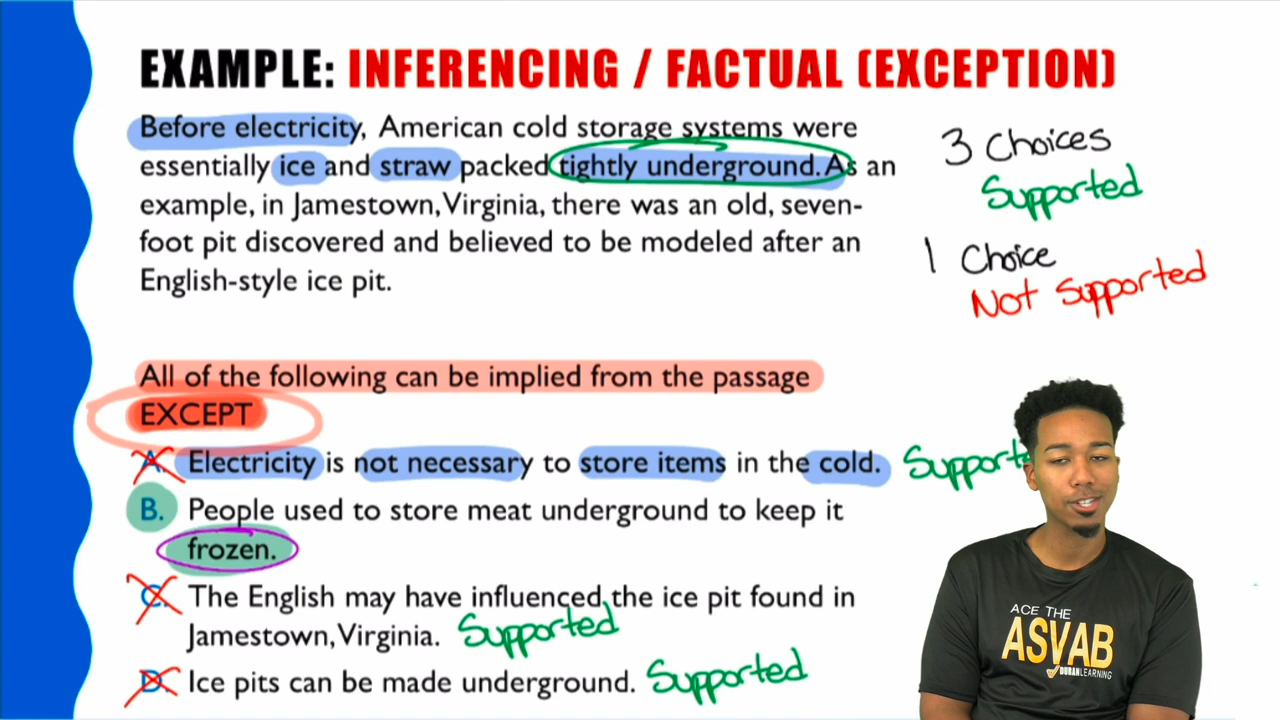 EXAMPLE: INFERENCING / FACTUAL (EXCEPTION)
Before electricity, American cold storage systems were
essentially ice and straw packed tightly underground. As an
example, in Jamestown, Virginia, there was an old, seven-
foot pit discovered and believed to be modeled after an
English-style ice pit.
3 Choices
Supported
1 Choice
Not Supported
All of the following can be implied from the passage
EXCEPT
A. Electricity is not necessary to store items in the cold. Supporte
B. People used to store meat underground to keep it
frozen.
C. The English may have influenced the ice pit found in
Jamestown, Virginia. Supported
D. Ice pits can be made underground. Supported
ACE THE
ASVAB
DURAN LEARNING